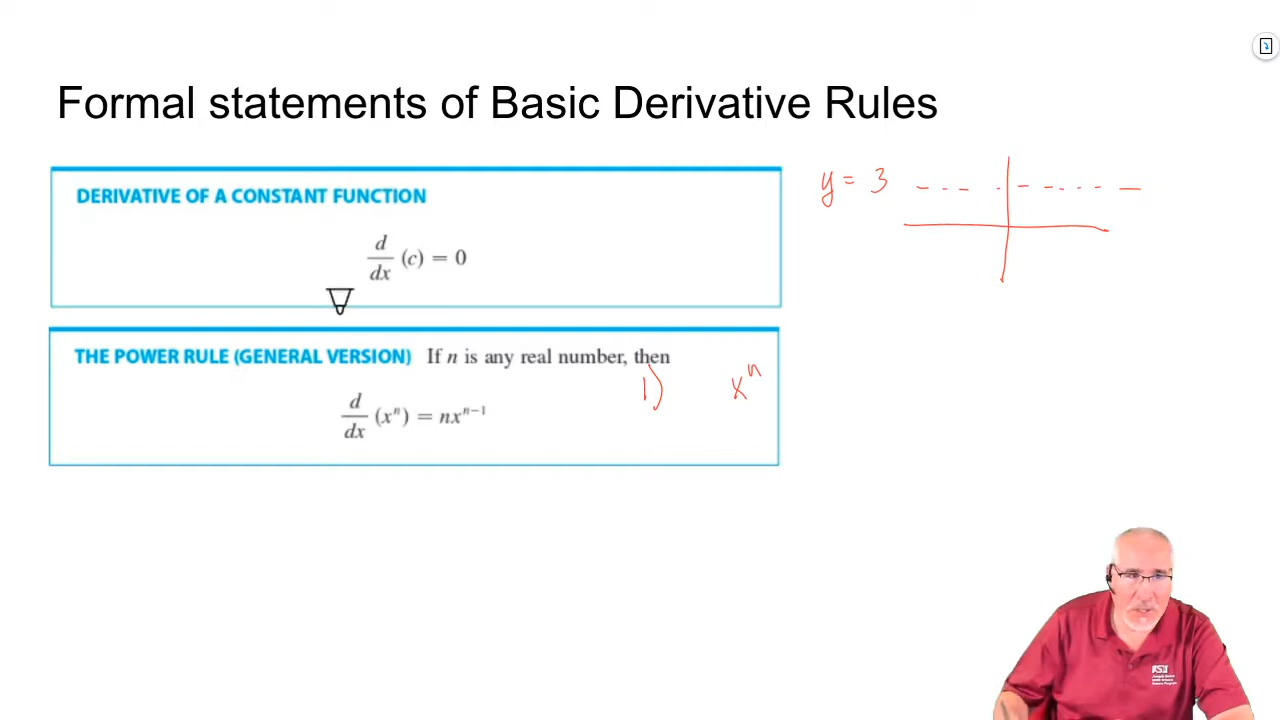 Formal statements of Basic Derivative Rules
DERIVATIVE OF A CONSTANT FUNCTION
d/dx (c) = 0
y = 3
THE POWER RULE (GENERAL VERSION) If n is any real number, then
d/dx (xⁿ) = nxⁿ⁻¹
1) xⁿ
ASU